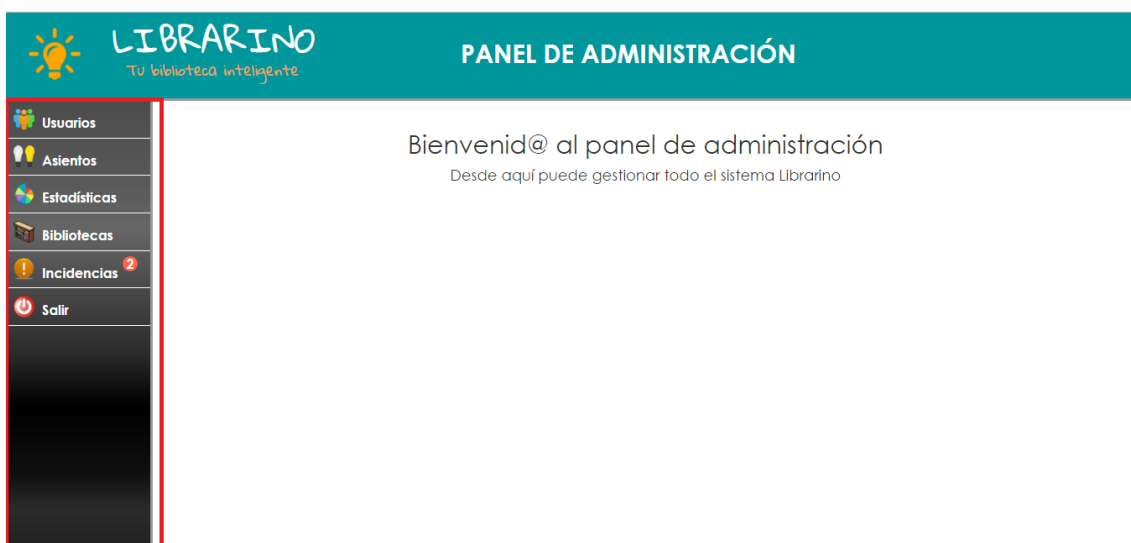 LIBRARINO
Tu biblioteca inteligente
PANEL DE ADMINISTRACIÓN
Usuarios
Asientos
Estadísticas
Bibliotecas
Incidencias 2
Salir
Bienvenid@ al panel de administración
Desde aquí puede gestionar todo el sistema Librarino